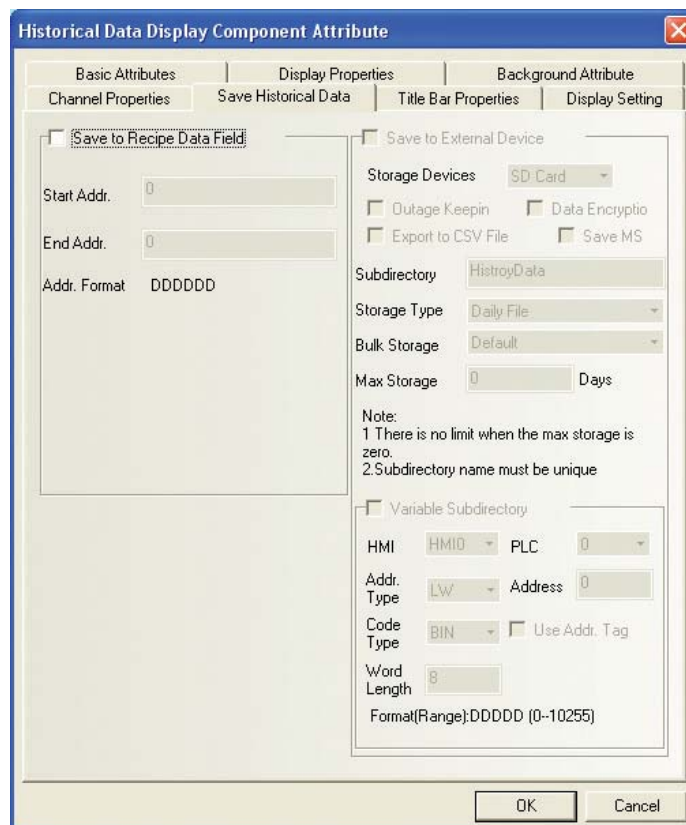 Historical Data Display Component Attribute
Basic Attributes Display Properties Background Attribute
Channel Properties Save Historical Data Title Bar Properties Display Setting
Save to Recipe Data Field
Start Addr. 0
End Addr. 0
Addr. Format DDDDDD
Save to External Device
Storage Devices SD Card
Outage Keepin Data Encryptio
Export to CSV File Save MS
Subdirectory HistroyData
Storage Type Daily File
Bulk Storage Default
Max Storage 0 Days
Note:
1 There is no limit when the max storage is
zero.
2.Subdirectory name must be unique
Variable Subdirectory
HMI HMI0 PLC 0
Addr.
Type LW Address 0
Code
Type BIN Use Addr. Tag
Word
Length 8
Format(Range):DDDDD (0--10255)
OK Cancel